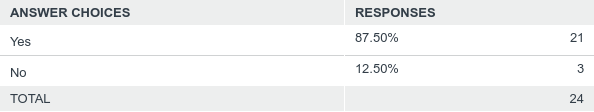 ANSWER CHOICES RESPONSES
Yes 87.50% 21
No 12.50% 3
TOTAL 24